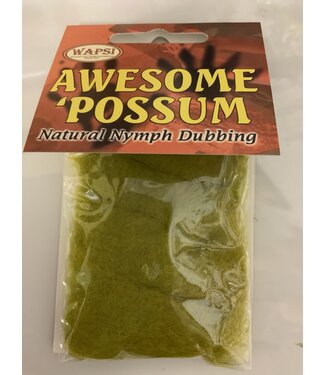 WAPSI
AWESOME
'POSSUM
Natural Nymph Dubbing